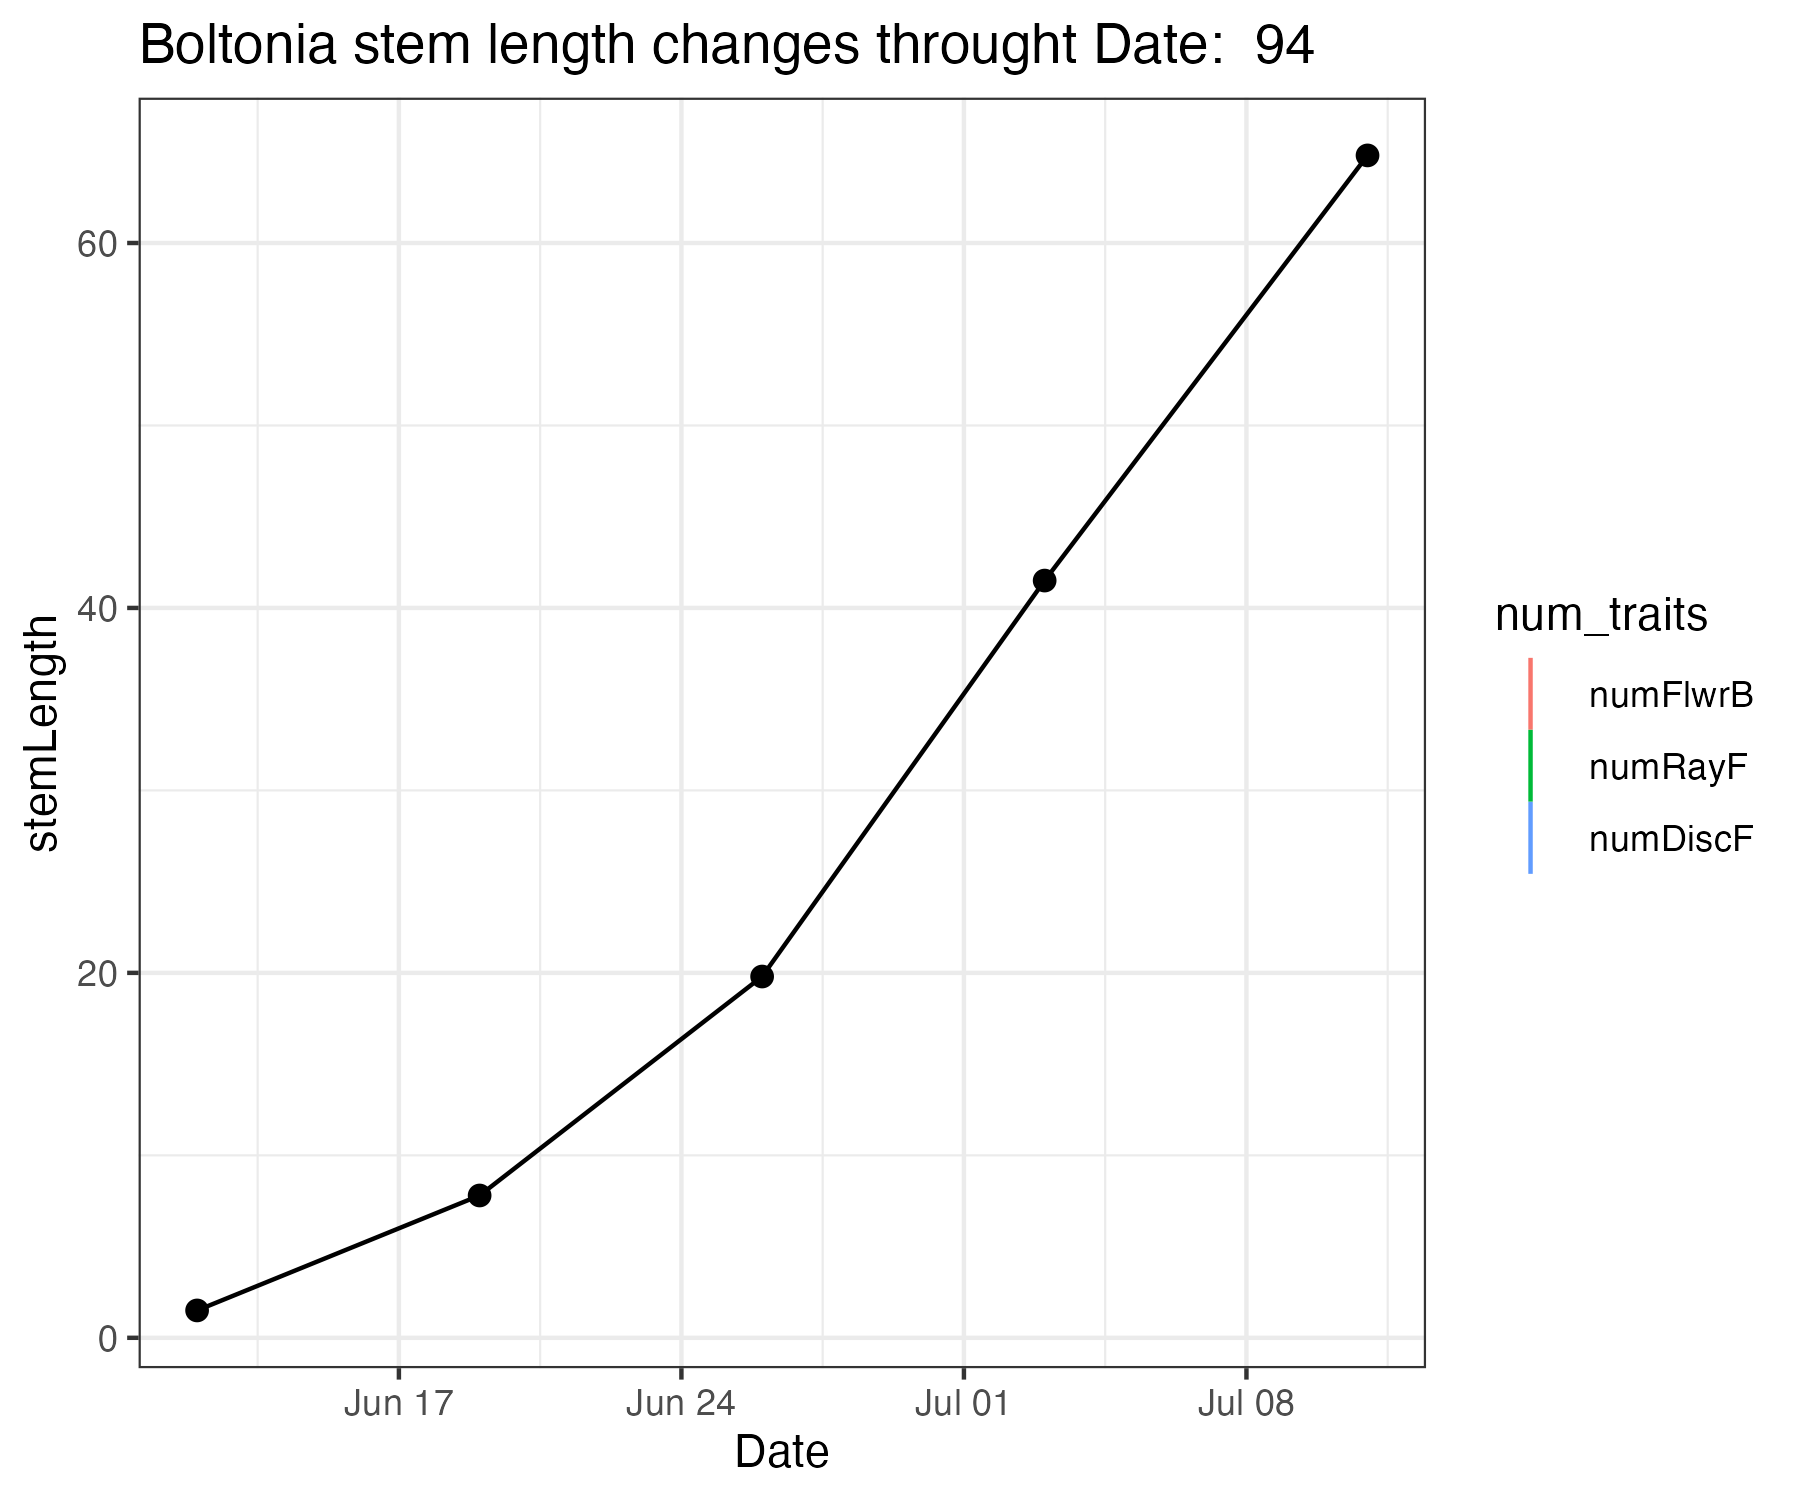 Boltonia stem length changes throught Date:  94
stemLength
60
40
20
0
Jun 17
Jun 24
Jul 01
Jul 08
Date
num_traits
numFlwrB
numRayF
numDiscF